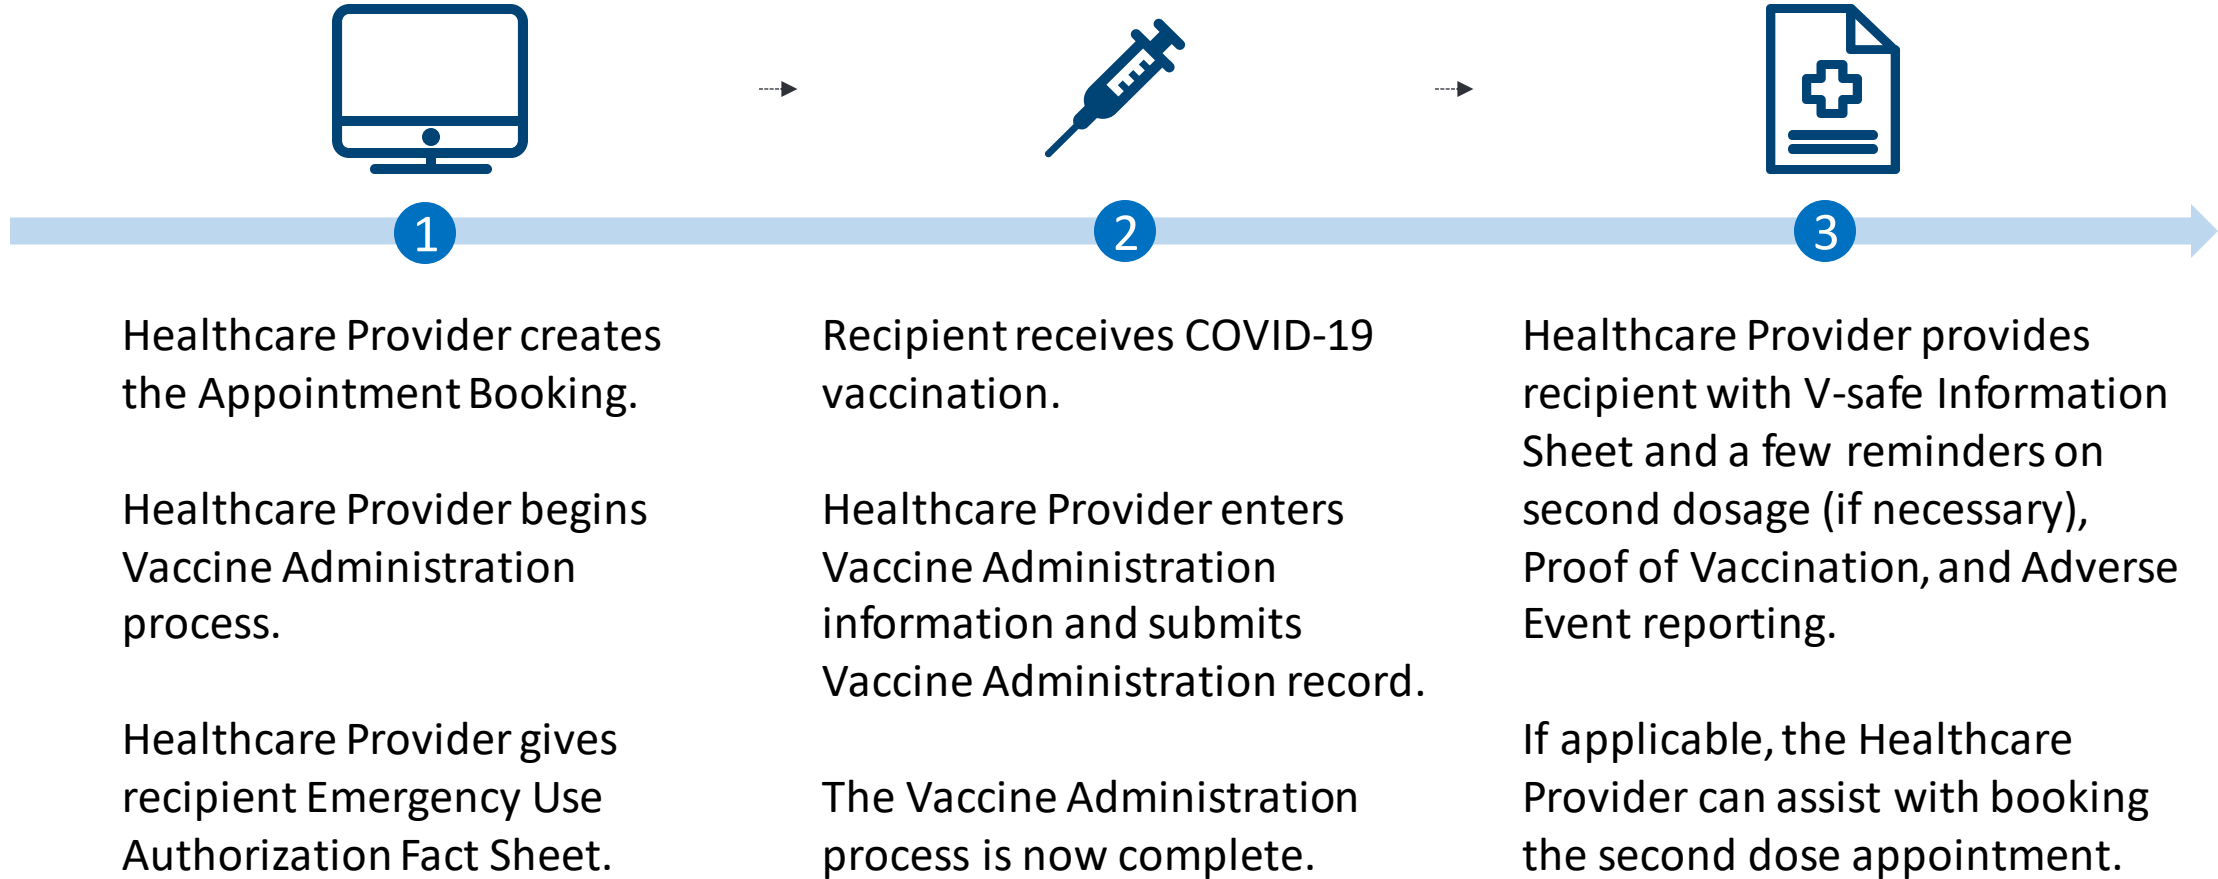 1
Healthcare Provider creates
the Appointment Booking.
Healthcare Provider begins
Vaccine Administration
process.
Healthcare Provider gives
recipient Emergency Use
Authorization Fact Sheet.
2
Recipient receives COVID-19
vaccination.
Healthcare Provider enters
Vaccine Administration
information and submits
Vaccine Administration record.
The Vaccine Administration
process is now complete.
3
Healthcare Provider provides
recipient with V-safe Information
Sheet and a few reminders on
second dosage (if necessary),
Proof of Vaccination, and Adverse
Event reporting.
If applicable, the Healthcare
Provider can assist with booking
the second dose appointment.